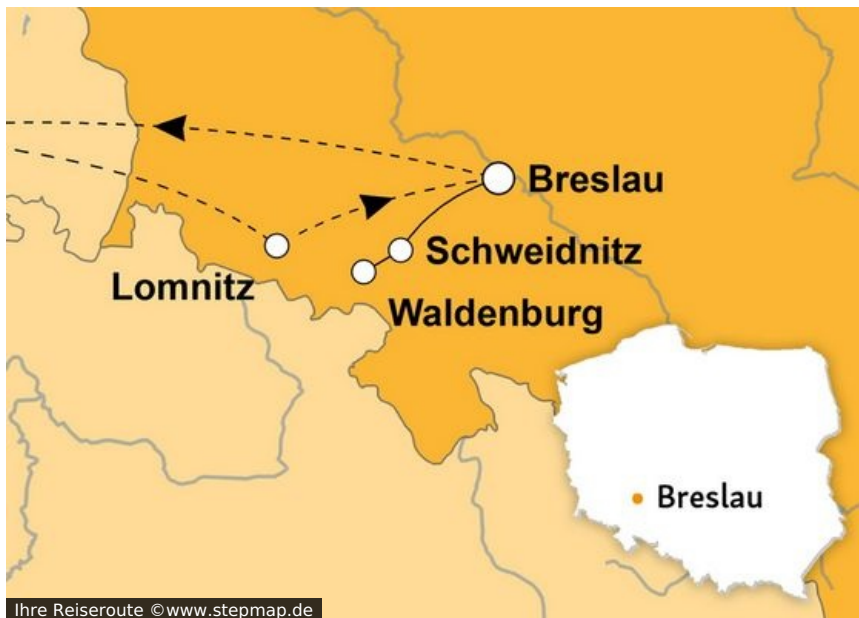 Breslau
Schweidnitz
Lomnitz
Waldenburg
Breslau
Ihre Reiseroute ©www.stepmap.de